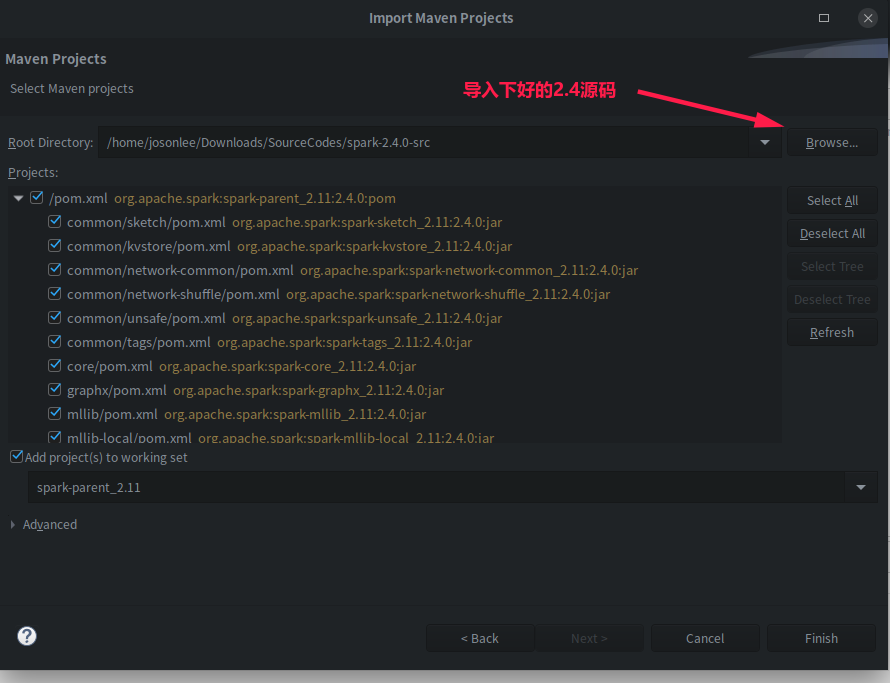 Import Maven Projects
Maven Projects
Select Maven projects
导入下好的2.4源码
Root Directory: /home/josonlee/Downloads/SourceCodes/spark-2.4.0-src Browse...
Projects:
/pom.xml org.apache.spark:spark-parent_2.11:2.4.0:pom
common/sketch/pom.xml org.apache.spark:spark-sketch_2.11:2.4.0:jar
common/kvstore/pom.xml org.apache.spark:spark-kvstore_2.11:2.4.0:jar
common/network-common/pom.xml org.apache.spark:spark-network-common_2.11:2.4.0:jar
common/network-shuffle/pom.xml org.apache.spark:spark-network-shuffle_2.11:2.4.0:jar
common/unsafe/pom.xml org.apache.spark:spark-unsafe_2.11:2.4.0:jar
common/tags/pom.xml org.apache.spark:spark-tags_2.11:2.4.0:jar
core/pom.xml org.apache.spark:spark-core_2.11:2.4.0:jar
graphx/pom.xml org.apache.spark:spark-graphx_2.11:2.4.0:jar
mllib/pom.xml org.apache.spark:spark-mllib_2.11:2.4.0:jar
mllib-local/pom.xml org.apache.spark:spark-mllib-local_2.11:2.4.0:jar
Select All
Deselect All
Select Tree
Deselect Tree
Refresh
Add project(s) to working set
spark-parent_2.11
Advanced
?
< Back
Next >
Cancel
Finish